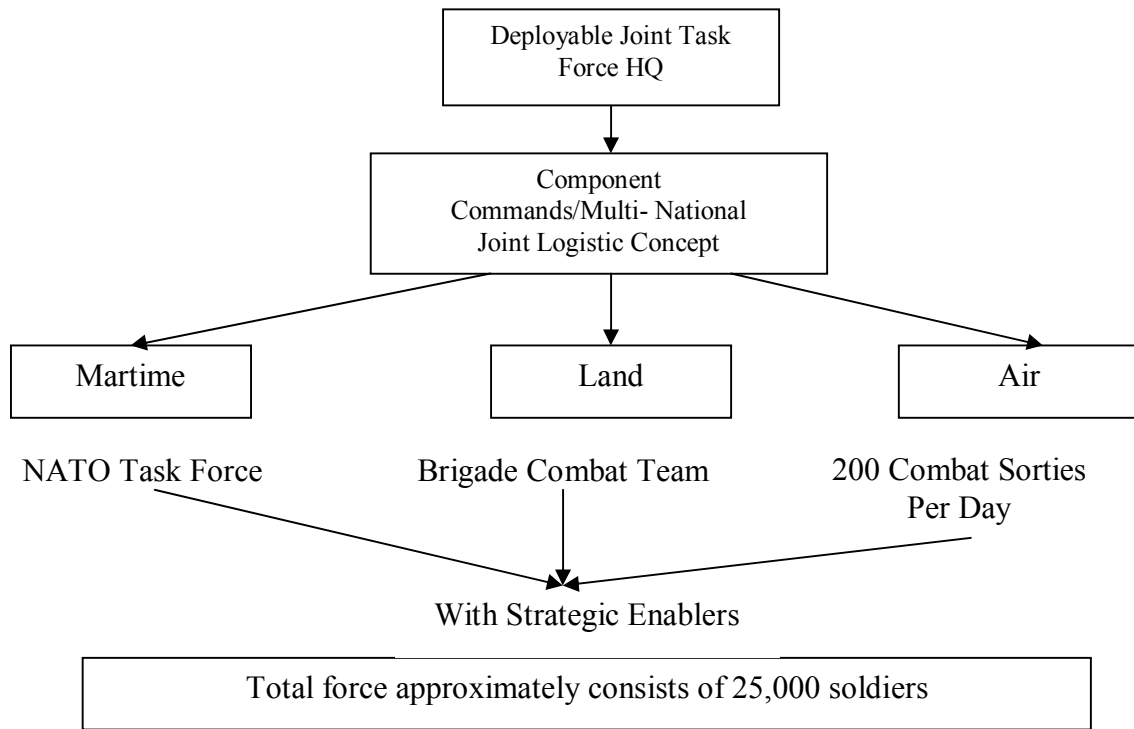 Deployable Joint Task
Force HQ
Component
Commands/Multi- National
Joint Logistic Concept
Martime
Land
Air
NATO Task Force
Brigade Combat Team
200 Combat Sorties
Per Day
With Strategic Enablers
Total force approximately consists of 25,000 soldiers